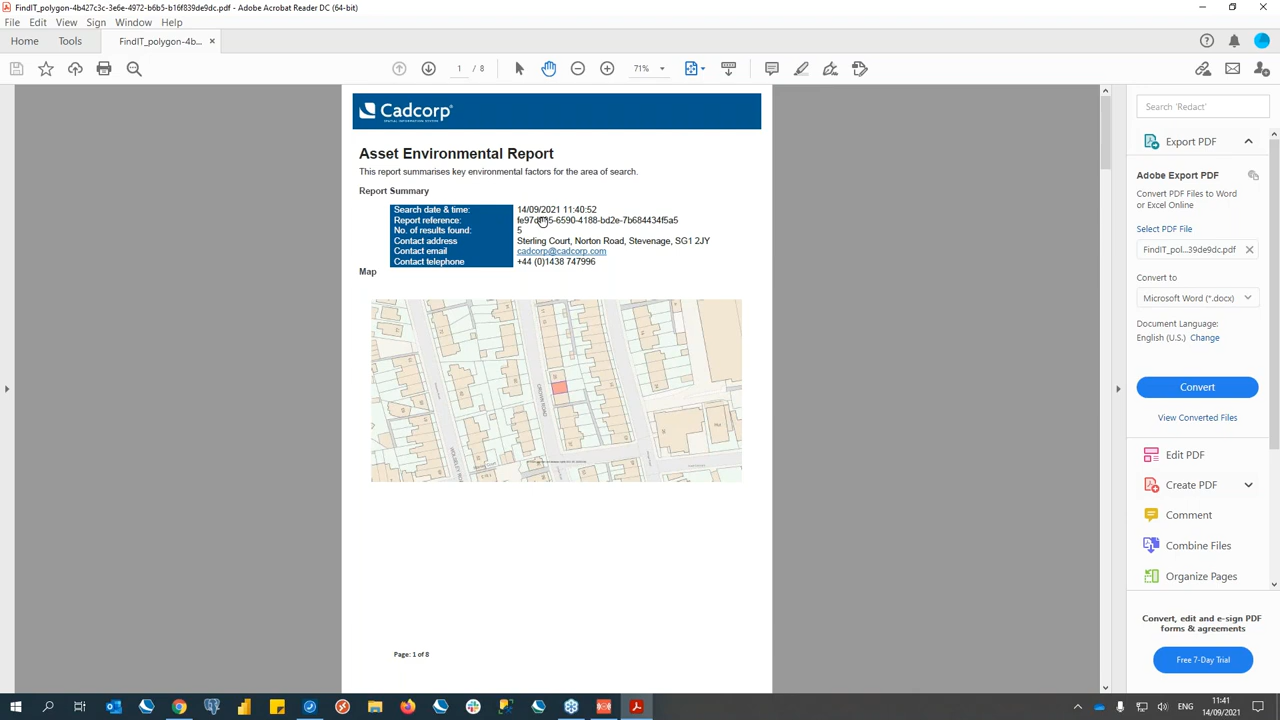 FindIT_polygon-4b427c3c-3e6e-4972-b6b5-b16f839de9dc.pdf - Adobe Acrobat Reader DC (64-bit)
File Edit View Sign Window Help
Home Tools FindIT_polygon-4b... ×
1 / 8 71%
Cadcorp®
Asset Environmental Report
This report summarises key environmental factors for the area of search.
Report Summary
Search date & time: 14/09/2021 11:40:52
Report reference:
No. of results found: 5
Contact address Sterling Court, Norton Road, Stevenage, SG1 2JY
Contact email cadcorp@cadcorp.com
Contact telephone +44 (0)1438 747996
Map
Page: 1 of 8
Search 'Redact'
Export PDF
Adobe Export PDF
Convert PDF Files to Word
or Excel Online
Select PDF File
FindIT_pol...39de9dc.pdf
Convert to
Microsoft Word (*.docx)
Document Language:
English (U.S.) Change
Convert
View Converted Files
Edit PDF
Create PDF
Comment
Combine Files
Organize Pages
Convert, edit and e-sign PDF
forms & agreements
Free 7-Day Trial
ENG
11:41
14/09/2021